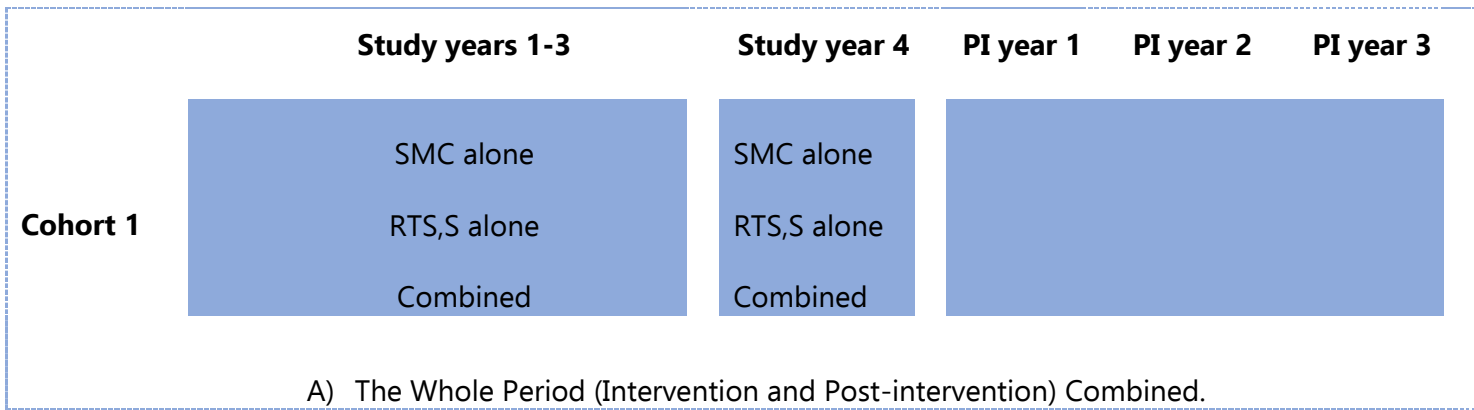 Study years 1-3 Study year 4 PI year 1 PI year 2 PI year 3
SMC alone SMC alone
Cohort 1 RTS,S alone RTS,S alone
Combined Combined
A) The Whole Period (Intervention and Post-intervention) Combined.